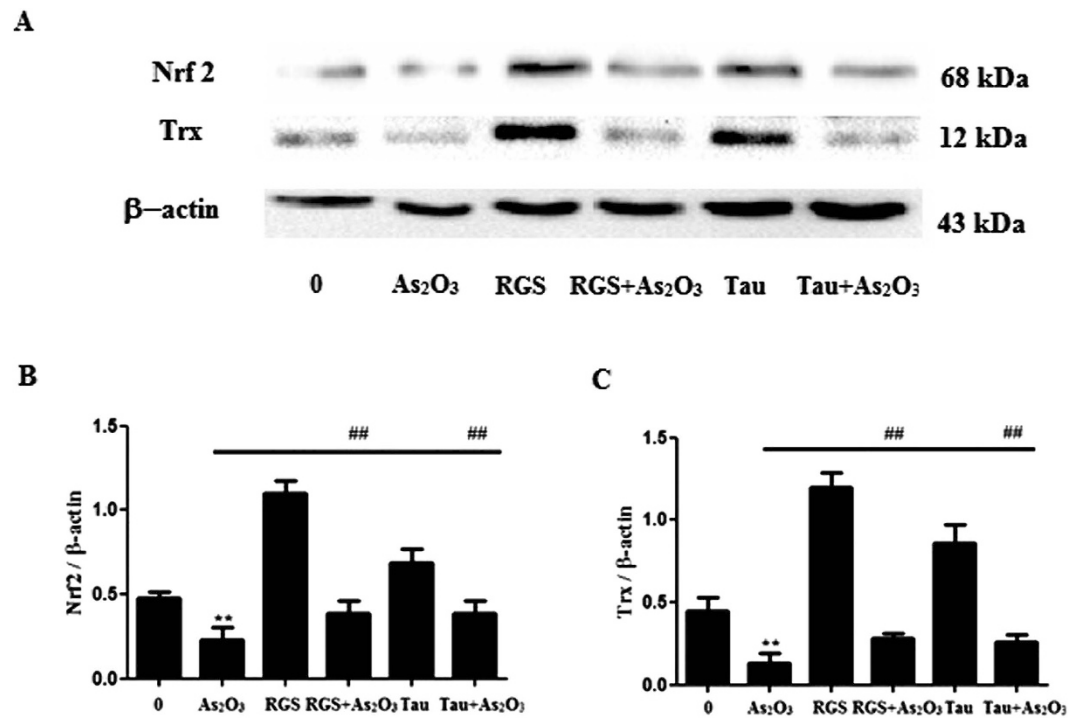 A
Nrf 2 68 kDa
Trx 12 kDa
β-actin 43 kDa
0 As₂O₃ RGS RGS+As₂O₃ Tau Tau+As₂O₃
B
Nrf2 / β-actin
1.5
1.0
0.5
0.0
## ##
**
0 As₂O₃ RGS RGS+As₂O₃ Tau Tau+As₂O₃
C
Trx / β-actin
1.5
1.0
0.5
0.0
## ##
**
0 As₂O₃ RGS RGS+As₂O₃ Tau Tau+As₂O₃